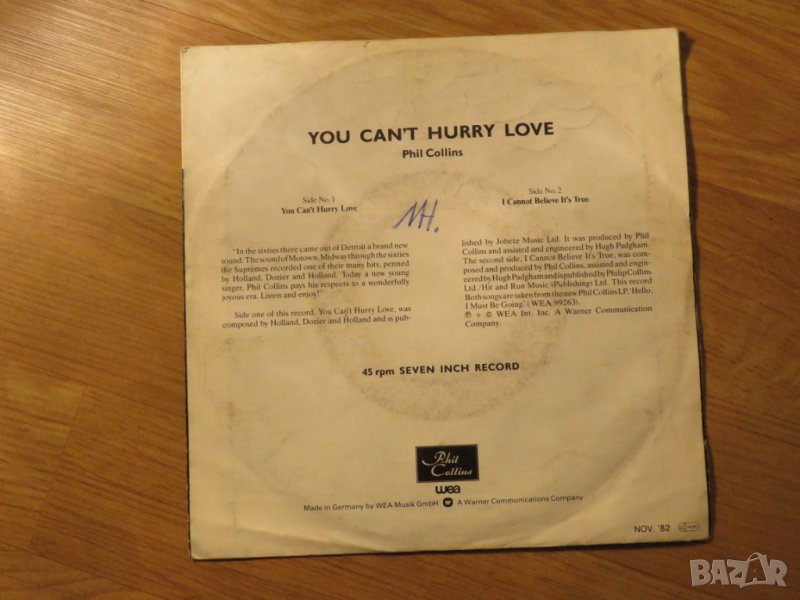 YOU CAN'T HURRY LOVE
Phil Collins
Side No. 1
You Can't Hurry Love
Side No. 2
I Cannot Believe It's True
MH.
"In the sixties there came out of Detroit a brand new
sound. The sound of Motown. Midway through the sixties
the Supremes recorded one of their many hits, penned
by Holland, Dozier and Holland. Today a new young
singer, Phil Collins pays his respects to a wonderfully
joyous era. Listen and enjoy!"
Side one of this record, You Can't Hurry Love, was
composed by Holland, Dozier and Holland and is pub-
lished by Jobete Music Ltd. It was produced by Phil
Collins and assisted and engineered by Hugh Padgham.
The second side, I Cannot Believe It's True, was com-
posed and produced by Phil Collins, assisted and engin-
eered by Hugh Padgham and is published by Philip Collins
Ltd./Hit and Run Music (Publishing) Ltd. This record
Both songs are taken from the new Phil Collins LP, 'Hello,
I Must Be Going.' (WEA 99263).
℗ + © WEA Int. Inc. A Warner Communication
Company.
45 rpm SEVEN INCH RECORD
Phil
Collins
wea
Made in Germany by WEA Musik GmbH A Warner Communications Company
NOV. '82
BAZAR